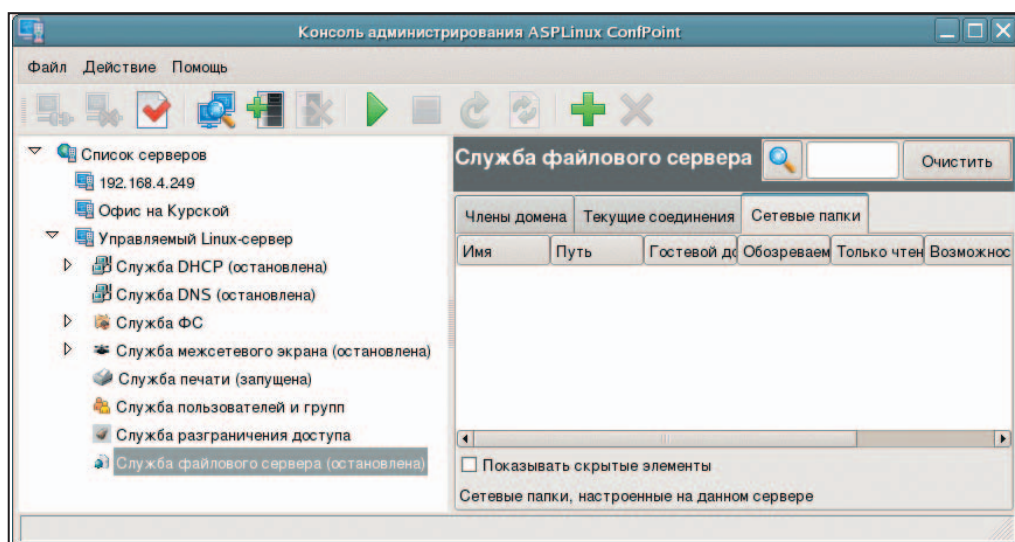 Консоль администрирования ASPLinux ConfPoint
Файл Действие Помощь
Список серверов
192.168.4.249
Офис на Курской
Управляемый Linux-сервер
Служба DHCP (остановлена)
Служба DNS (остановлена)
Служба ФС
Служба межсетевого экрана (остановлена)
Служба печати (запущена)
Служба пользователей и групп
Служба разграничения доступа
Служба файлового сервера (остановлена)
Служба файлового сервера
Очистить
Члены домена Текущие соединения Сетевые папки
Имя Путь Гостевой до Обозреваем Только чтен Возможнос
Показывать скрытые элементы
Сетевые папки, настроенные на данном сервере